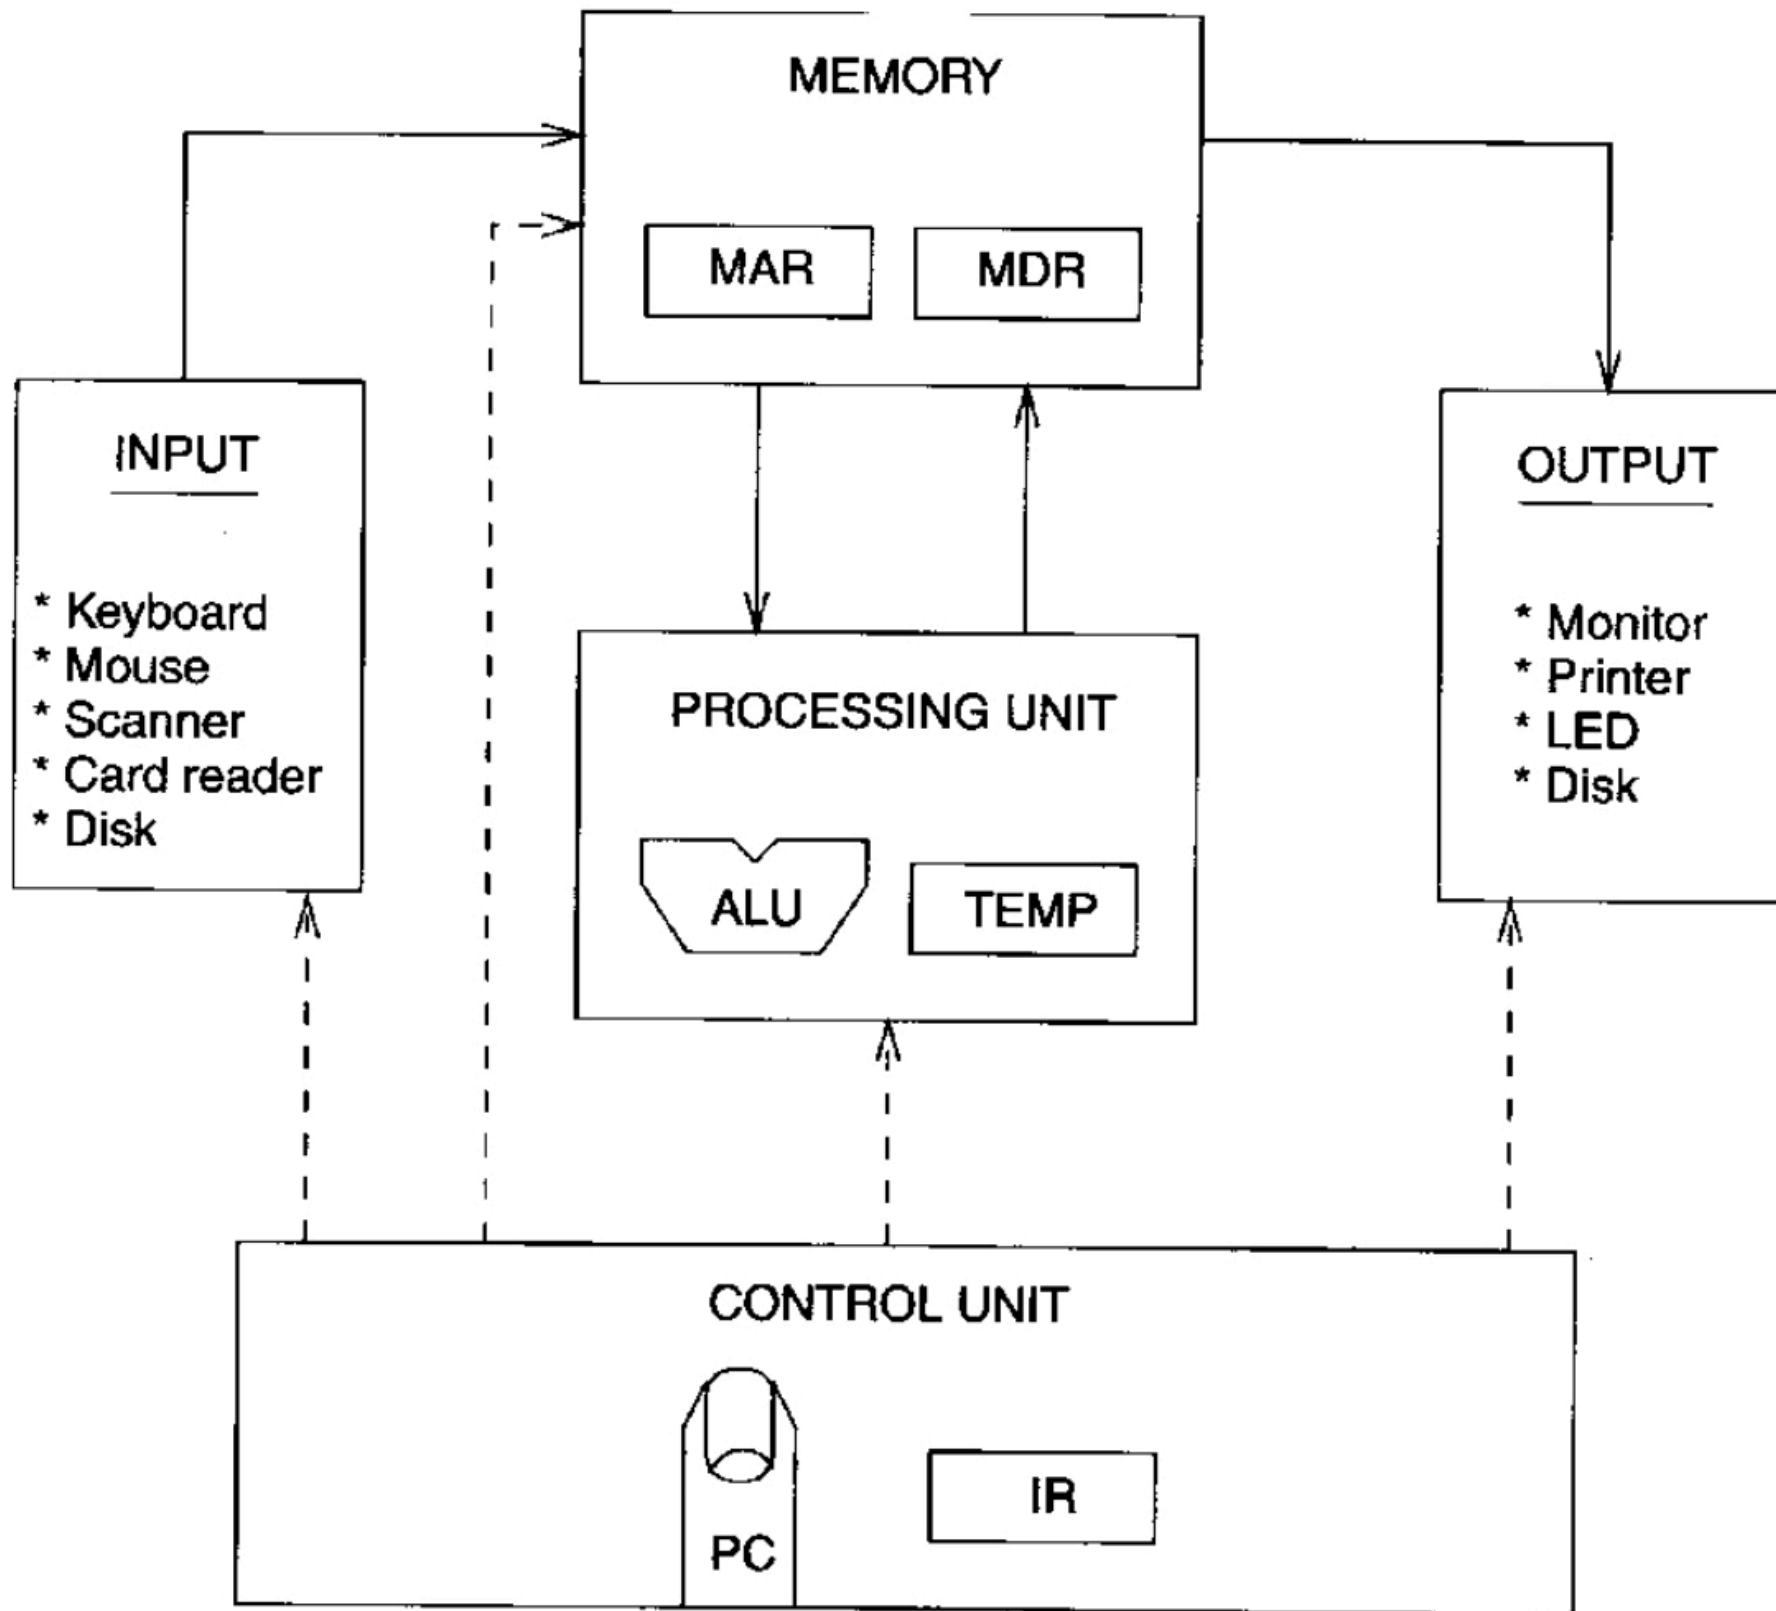 MEMORY
MAR
MDR
INPUT
* Keyboard
* Mouse
* Scanner
* Card reader
* Disk
OUTPUT
* Monitor
* Printer
* LED
* Disk
PROCESSING UNIT
ALU
TEMP
CONTROL UNIT
PC
IR